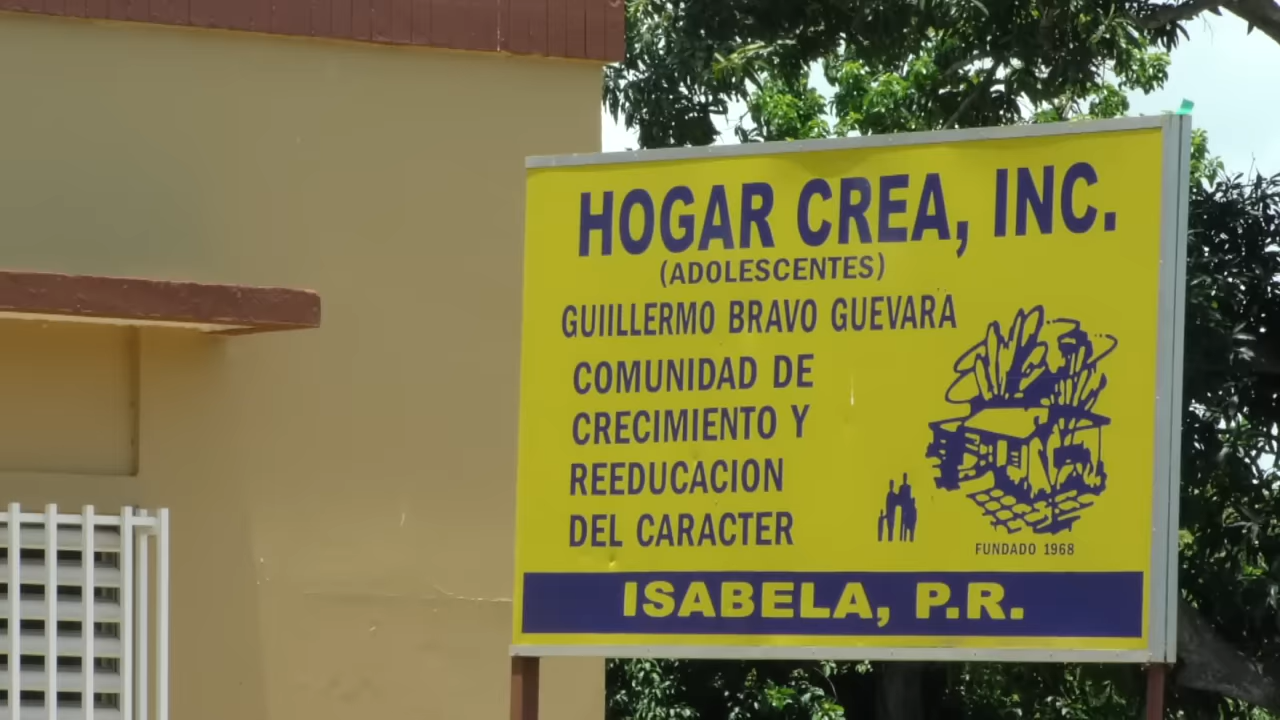 HOGAR CREA, INC.
(ADOLESCENTES)
GUIILLERMO BRAVO GUEVARA
COMUNIDAD DE
CRECIMIENTO Y
REEDUCACION
DEL CARACTER
FUNDADO 1968
ISABELA, P.R.